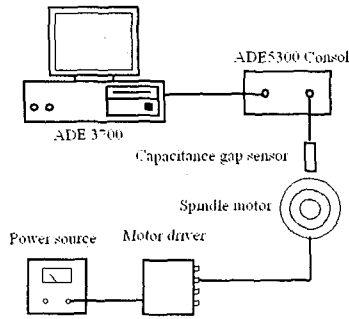 ADE5300 Consol
ADE 3700
Capacitance gap sensor
Spindle motor
Power source
Motor driver